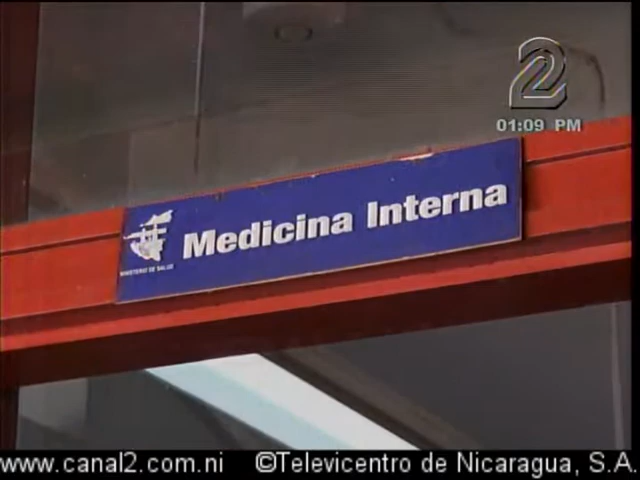 2
01:09 PM
Medicina Interna
MINISTERIO DE SALUD
www.canal2.com.ni ©Televicentro de Nicaragua, S.A.